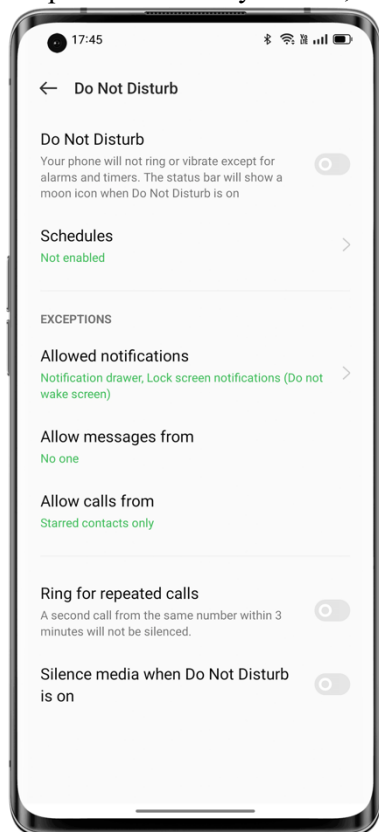 17:45
Do Not Disturb
Do Not Disturb
Your phone will not ring or vibrate except for
alarms and timers. The status bar will show a
moon icon when Do Not Disturb is on
Schedules
Not enabled
EXCEPTIONS
Allowed notifications
Notification drawer, Lock screen notifications (Do not
wake screen)
Allow messages from
No one
Allow calls from
Starred contacts only
Ring for repeated calls
A second call from the same number within 3
minutes will not be silenced.
Silence media when Do Not Disturb
is on